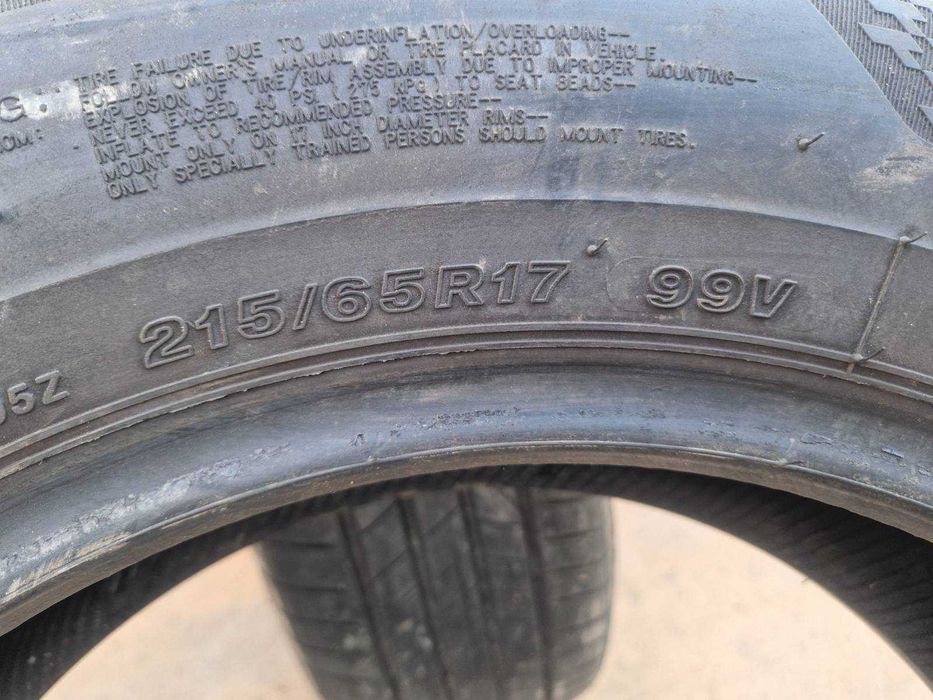 TIRE FAILURE DUE TO UNDERINFLATION/OVERLOADING--
FOLLOW OWNER'S MANUAL OR TIRE PLACARD IN VEHICLE.
EXPLOSION OF TIRE/RIM ASSEMBLY DUE TO IMPROPER MOUNTING--
NEVER EXCEED 40 PSI (275 KPa) TO SEAT BEADS--
INFLATE TO RECOMMENDED PRESSURE--
MOUNT ONLY ON 17 INCH DIAMETER RIMS--
ONLY SPECIALLY TRAINED PERSONS SHOULD MOUNT TIRES.
215/65R17 99V
5Z